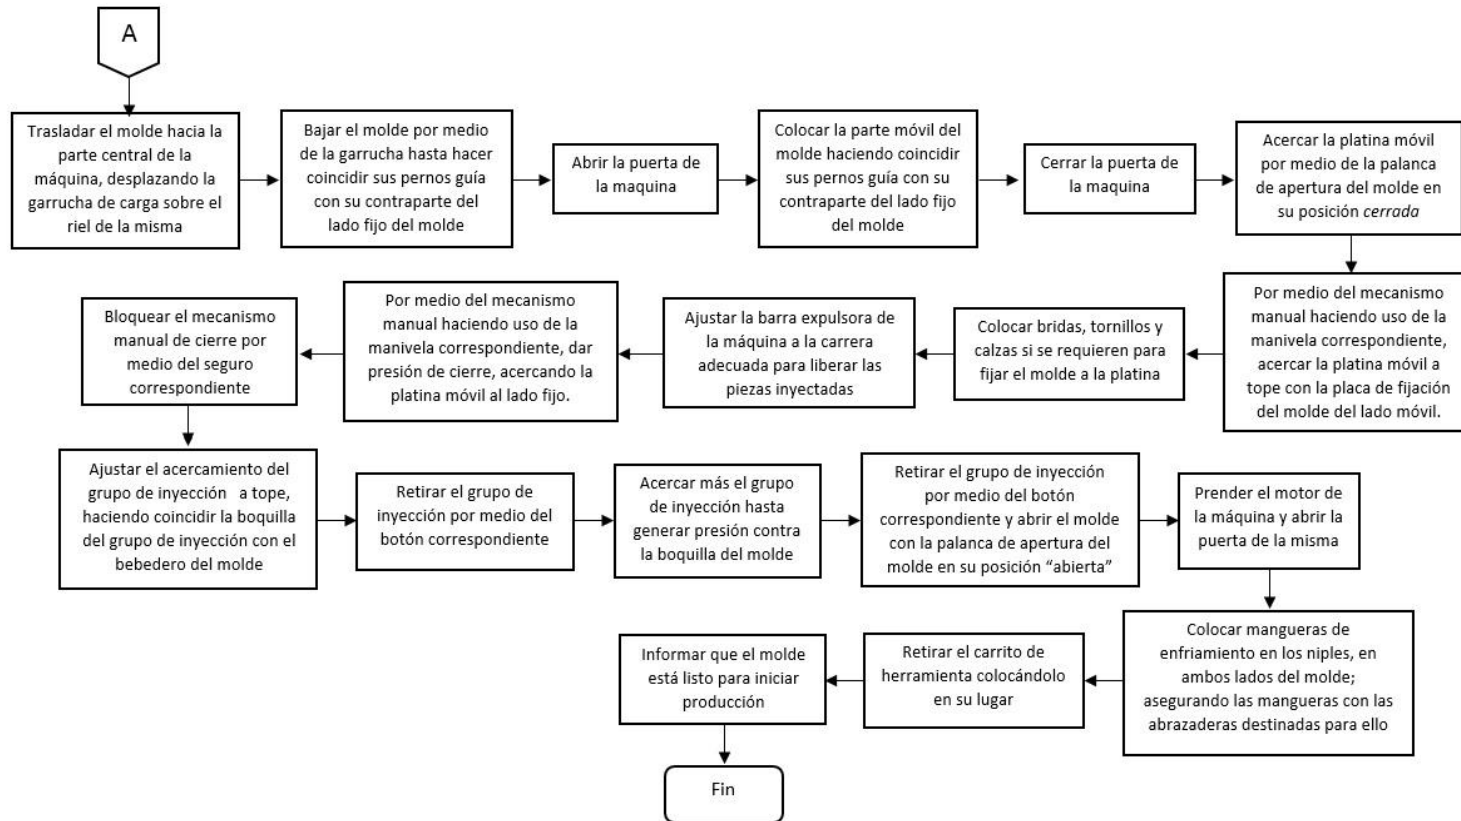 A
Trasladar el molde hacia la
parte central de la
máquina, desplazando la
garrucha de carga sobre el
riel de la misma
Bajar el molde por medio
de la garrucha hasta hacer
coincidir sus pernos guía
con su contraparte del
lado fijo del molde
Abrir la puerta de
la maquina
Colocar la parte móvil del
molde haciendo coincidir
sus pernos guía con su
contraparte del lado fijo
del molde
Cerrar la puerta de
la maquina
Acercar la platina móvil
por medio de la palanca
de apertura del molde en
su posición cerrada
Por medio del mecanismo
manual haciendo uso de la
manivela correspondiente,
acercar la platina móvil a
tope con la placa de fijación
del molde del lado móvil.
Colocar bridas, tornillos y
calzas si se requieren para
fijar el molde a la platina
Ajustar la barra expulsora de
la máquina a la carrera
adecuada para liberar las
piezas inyectadas
Por medio del mecanismo
manual haciendo uso de la
manivela correspondiente, dar
presión de cierre, acercando la
platina móvil al lado fijo.
Bloquear el mecanismo
manual de cierre por
medio del seguro
correspondiente
Ajustar el acercamiento del
grupo de inyección a tope,
haciendo coincidir la boquilla
del grupo de inyección con el
bebedero del molde
Retirar el grupo de
inyección por medio del
botón correspondiente
Acercar más el grupo
de inyección hasta
generar presión contra
la boquilla del molde
Retirar el grupo de inyección
por medio del botón
correspondiente y abrir el molde
con la palanca de apertura del
molde en su posición “abierta”
Prender el motor de
la máquina y abrir la
puerta de la misma
Colocar mangueras de
enfriamiento en los niples, en
ambos lados del molde;
asegurando las mangueras con las
abrazaderas destinadas para ello
Retirar el carrito de
herramienta colocándolo
en su lugar
Informar que el molde
está listo para iniciar
producción
Fin